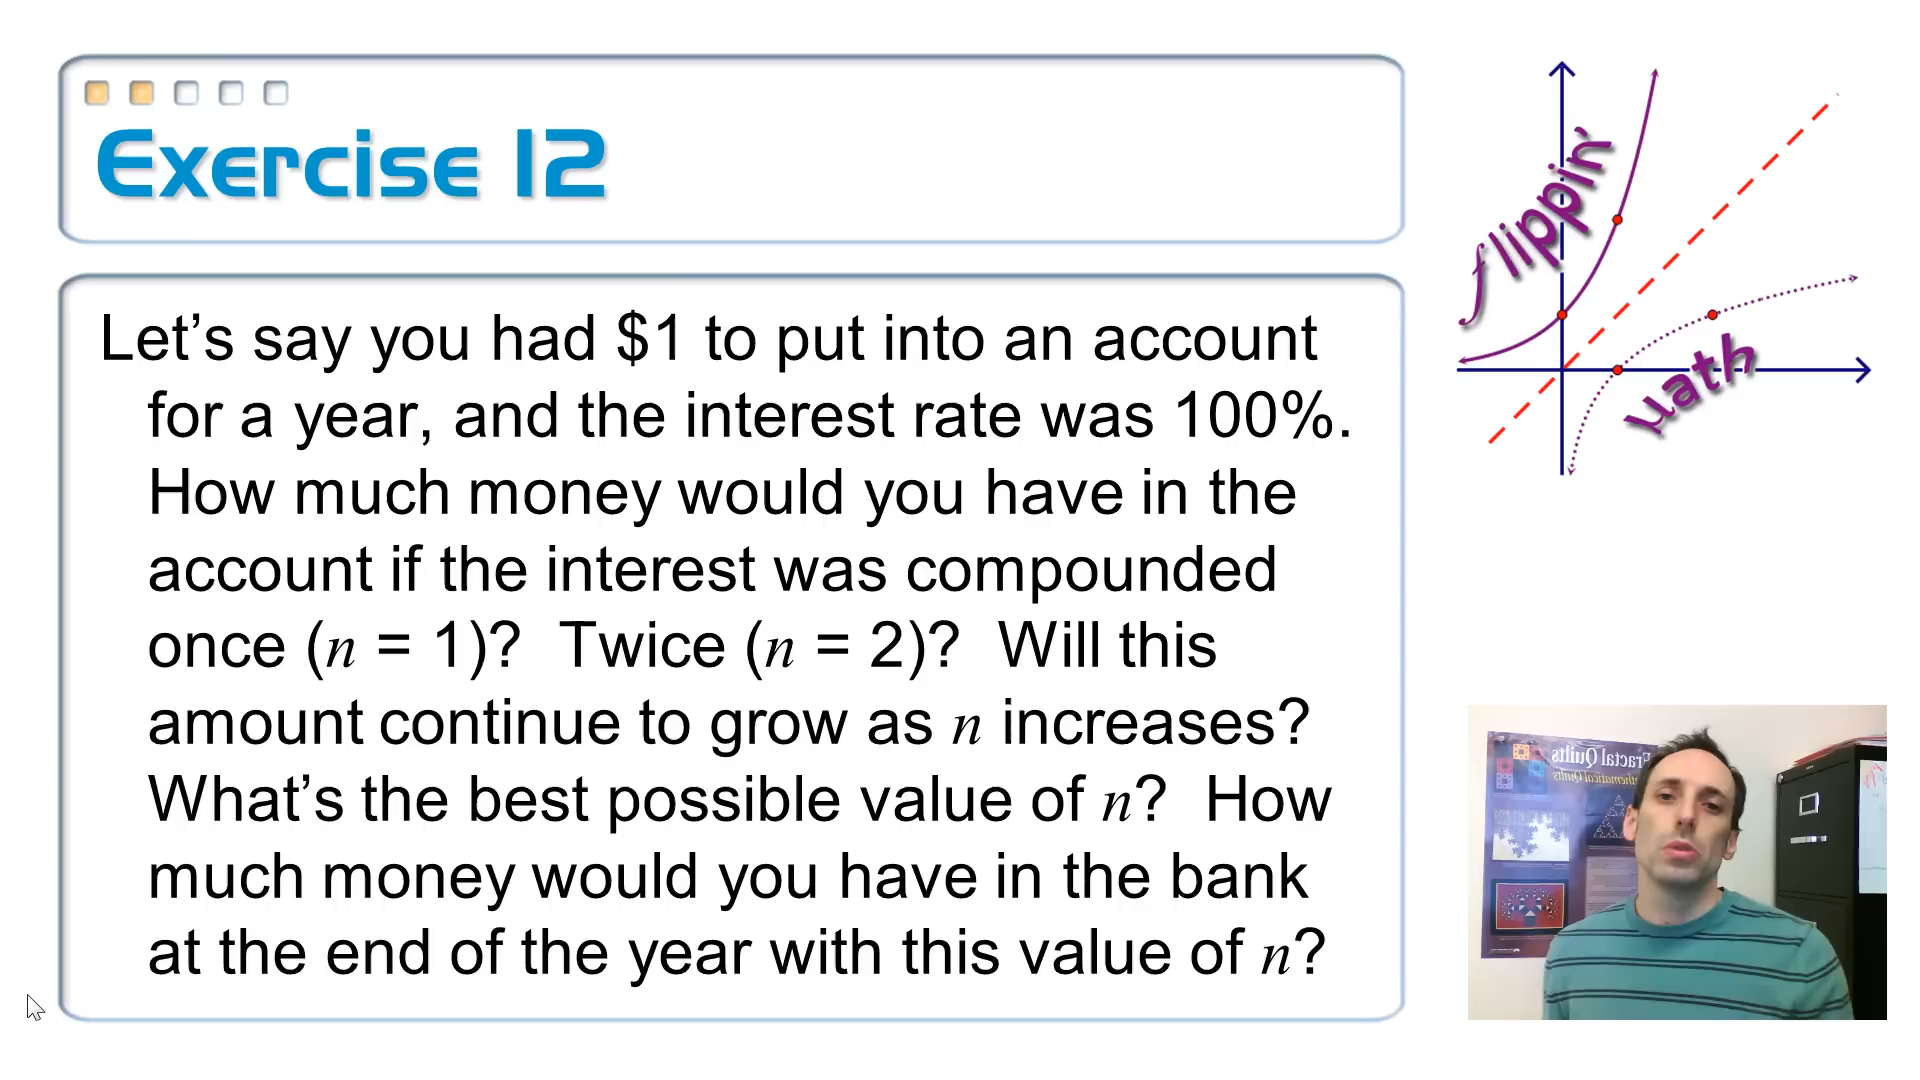 Exercise 12
Let’s say you had $1 to put into an account
for a year, and the interest rate was 100%.
How much money would you have in the
account if the interest was compounded
once (n = 1)?  Twice (n = 2)?  Will this
amount continue to grow as n increases?
What’s the best possible value of n?  How
much money would you have in the bank
at the end of the year with this value of n?
flippin'
math
Fractal Quilts